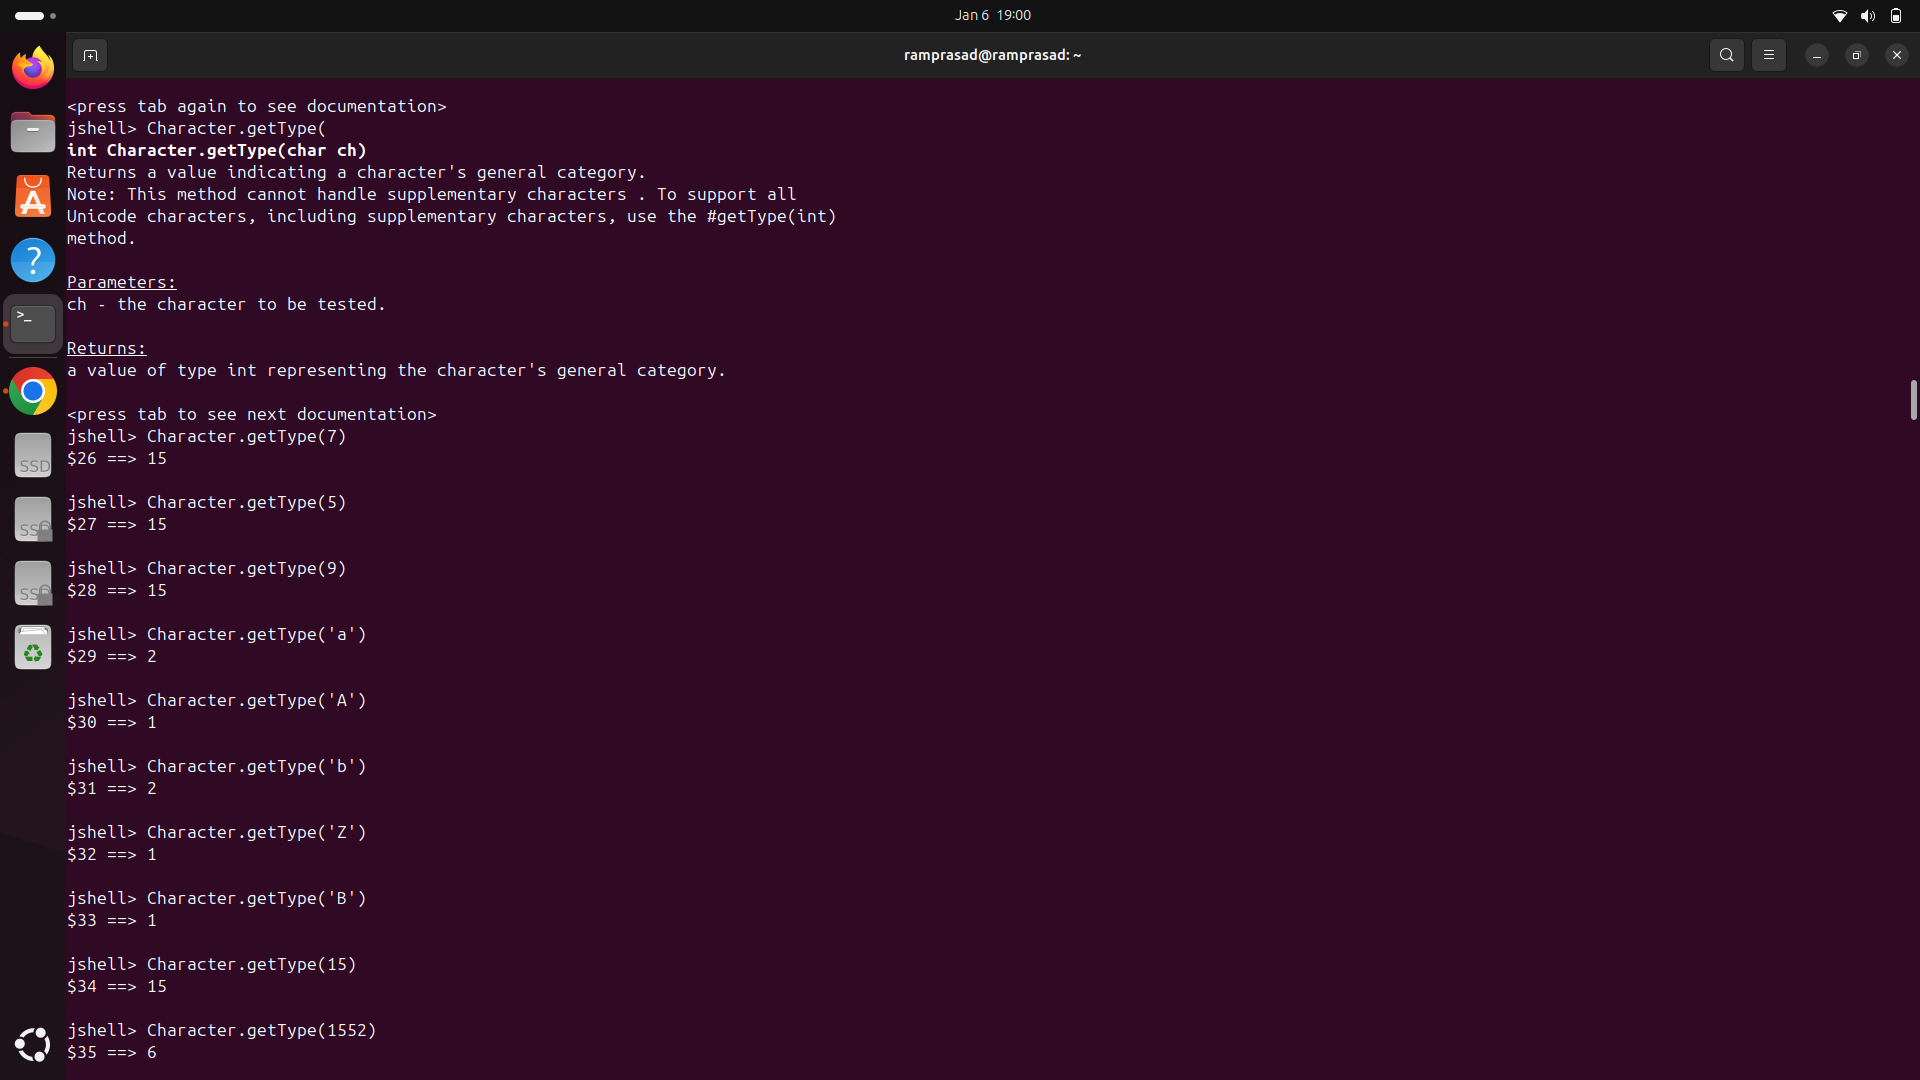 Jan 6 19:00
ramprasad@ramprasad: ~
<press tab again to see documentation>
jshell> Character.getType(
int Character.getType(char ch)
Returns a value indicating a character's general category.
Note: This method cannot handle supplementary characters . To support all
Unicode characters, including supplementary characters, use the #getType(int)
method.
Parameters:
ch - the character to be tested.
Returns:
a value of type int representing the character's general category.
<press tab to see next documentation>
jshell> Character.getType(7)
$26 ==> 15
jshell> Character.getType(5)
$27 ==> 15
jshell> Character.getType(9)
$28 ==> 15
jshell> Character.getType('a')
$29 ==> 2
jshell> Character.getType('A')
$30 ==> 1
jshell> Character.getType('b')
$31 ==> 2
jshell> Character.getType('Z')
$32 ==> 1
jshell> Character.getType('B')
$33 ==> 1
jshell> Character.getType(15)
$34 ==> 15
jshell> Character.getType(1552)
$35 ==> 6
?
>_
SSD
SSD
SSD